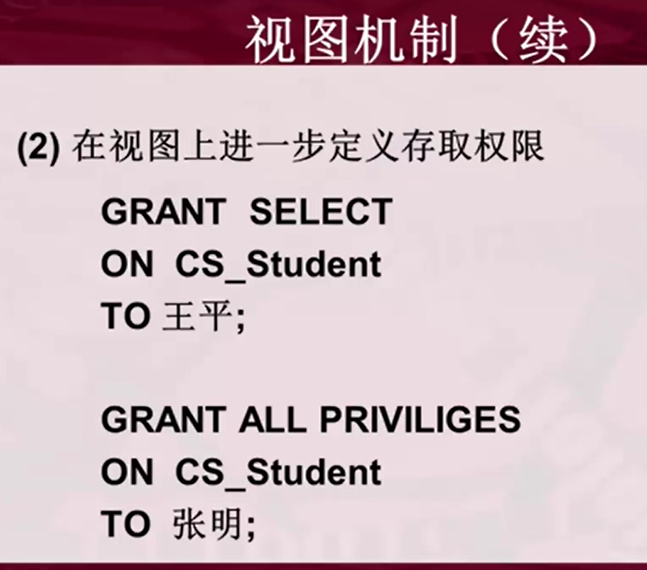 视图机制（续）
(2) 在视图上进一步定义存取权限
GRANT SELECT
ON CS_Student
TO 王平;
GRANT ALL PRIVILIGES
ON CS_Student
TO 张明;